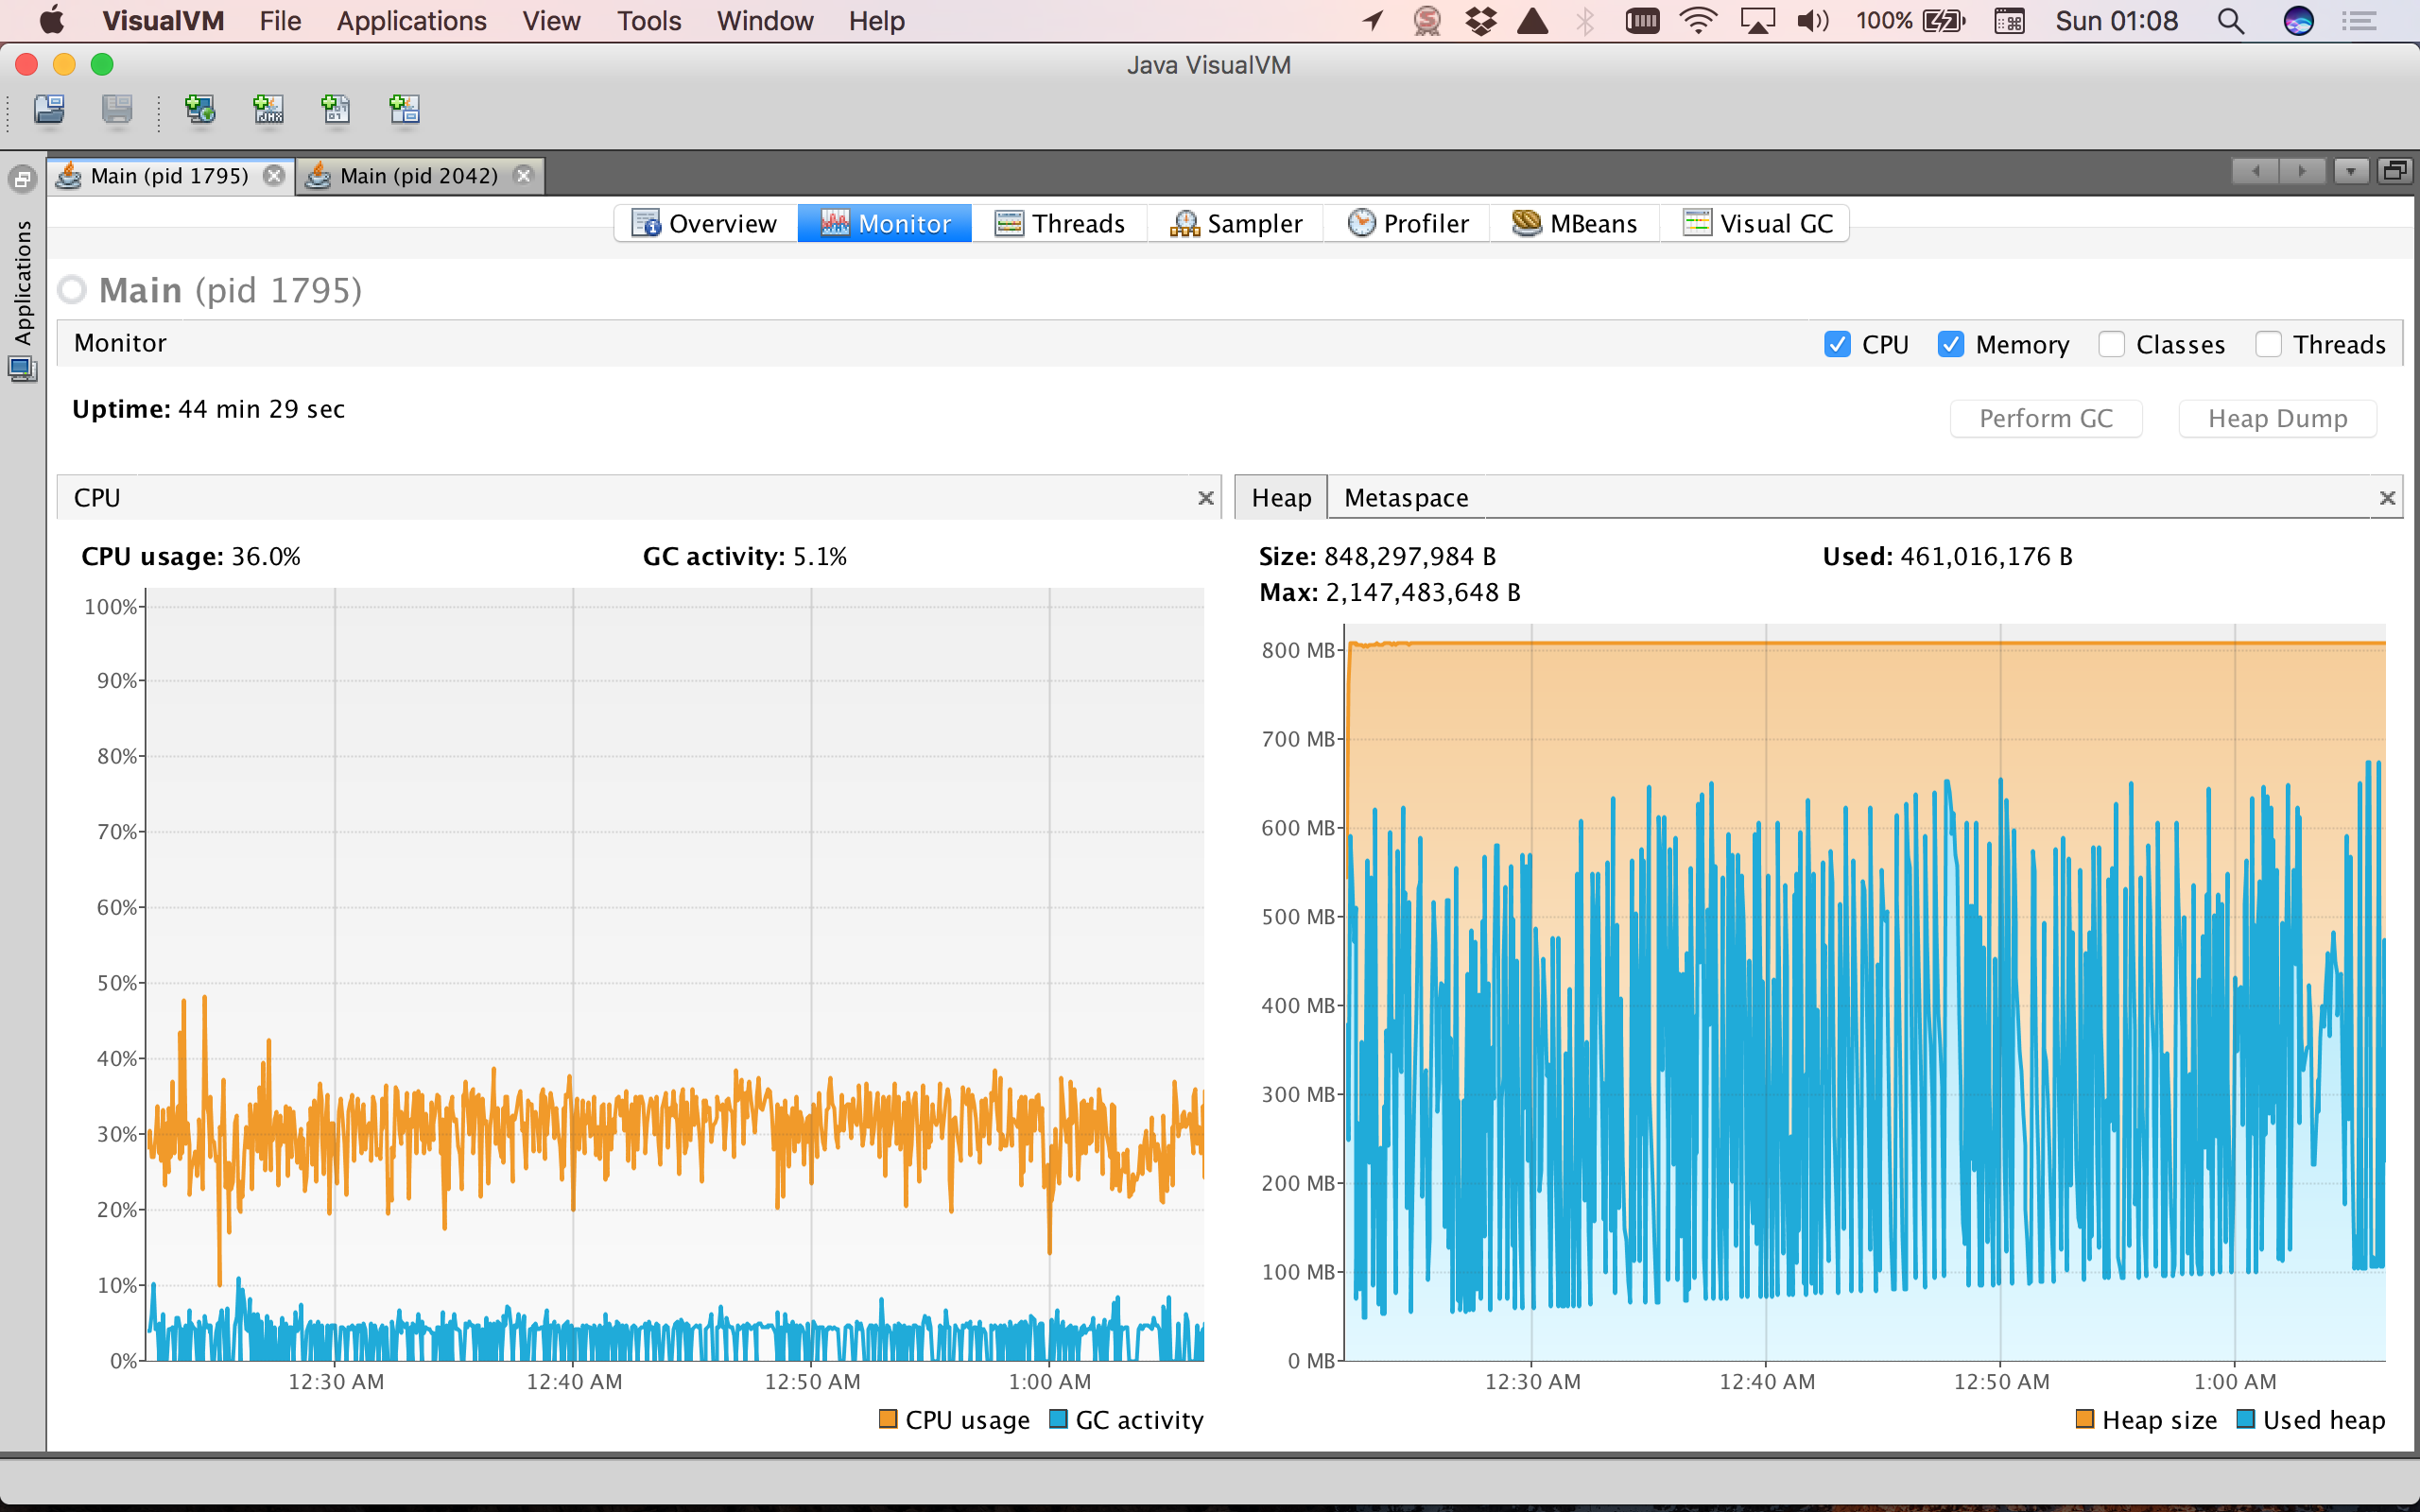 VisualVM File Applications View Tools Window Help 100% Sun 01:08
Java VisualVM
Main (pid 1795) Main (pid 2042)
Applications
Overview Monitor Threads Sampler Profiler MBeans Visual GC
Main (pid 1795)
Monitor CPU Memory Classes Threads
Uptime: 44 min 29 sec
Perform GC Heap Dump
CPU
CPU usage: 36.0% GC activity: 5.1%
100%
90%
80%
70%
60%
50%
40%
30%
20%
10%
0%
12:30 AM 12:40 AM 12:50 AM 1:00 AM
CPU usage GC activity
Heap Metaspace
Size: 848,297,984 B Used: 461,016,176 B
Max: 2,147,483,648 B
800 MB
700 MB
600 MB
500 MB
400 MB
300 MB
200 MB
100 MB
0 MB
12:30 AM 12:40 AM 12:50 AM 1:00 AM
Heap size Used heap